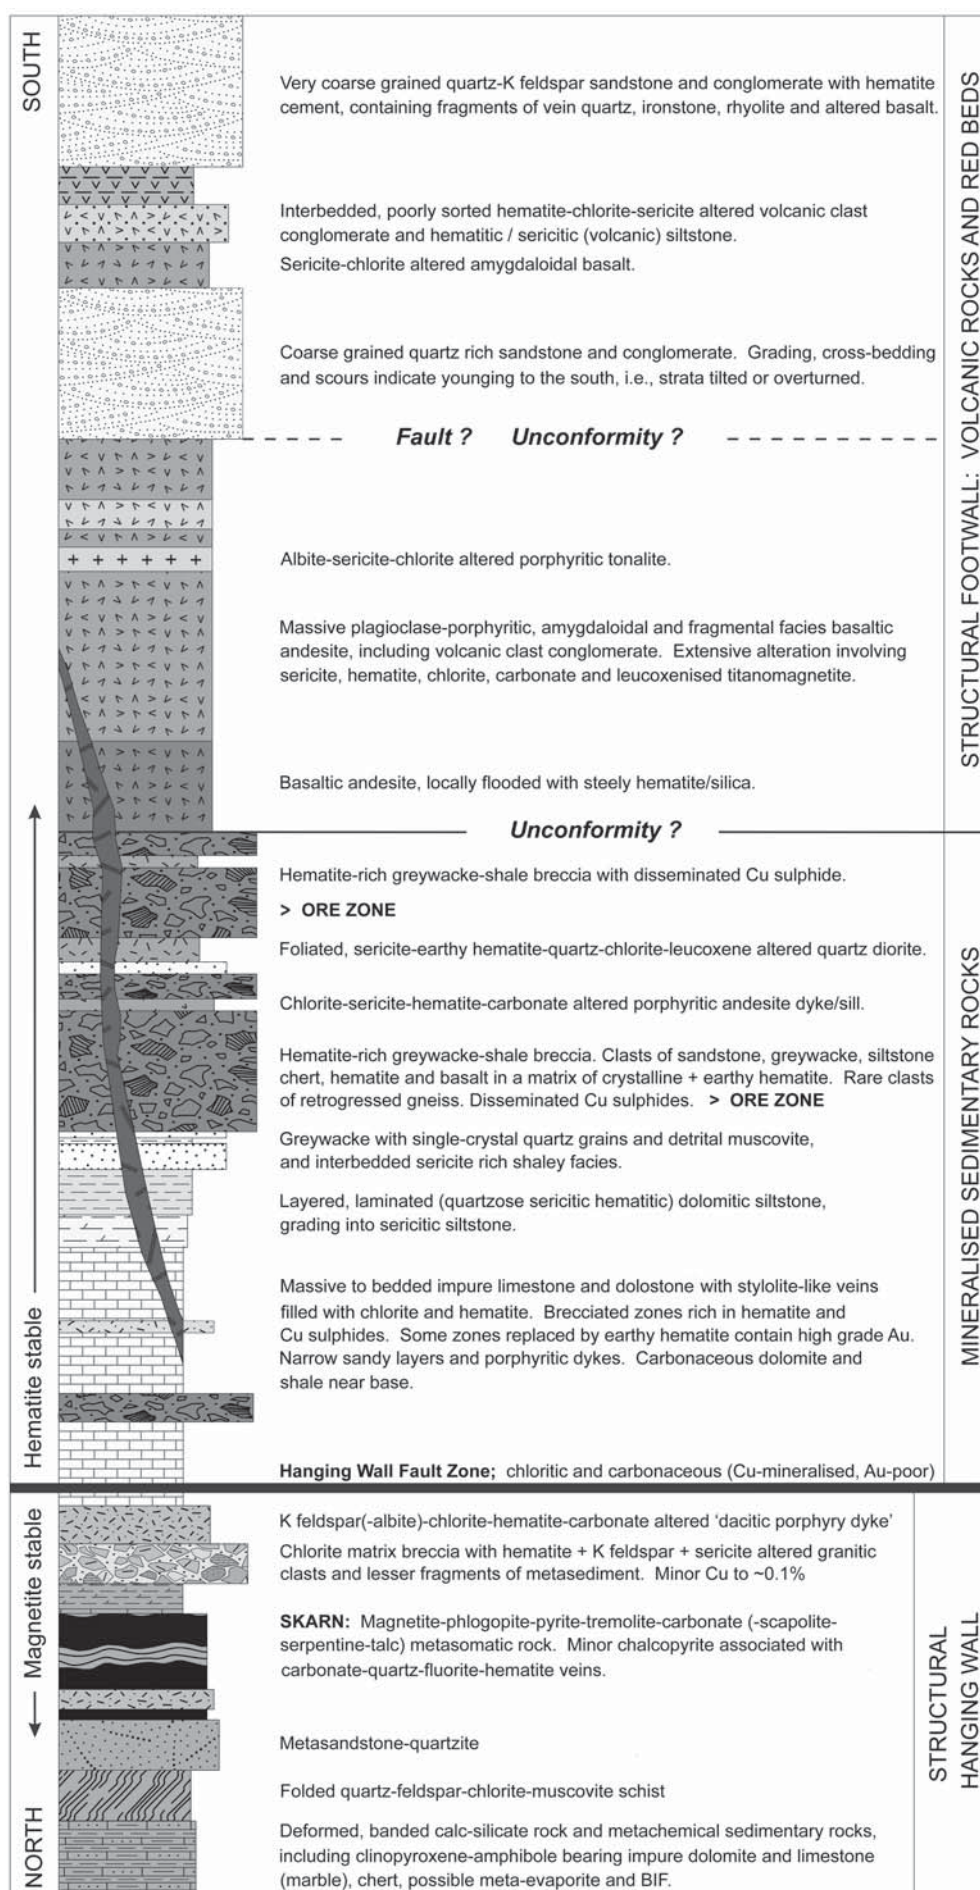 SOUTH
Very coarse grained quartz-K feldspar sandstone and conglomerate with hematite
cement, containing fragments of vein quartz, ironstone, rhyolite and altered basalt.
Interbedded, poorly sorted hematite-chlorite-sericite altered volcanic clast
conglomerate and hematitic / sericitic (volcanic) siltstone.
Sericite-chlorite altered amygdaloidal basalt.
Coarse grained quartz rich sandstone and conglomerate. Grading, cross-bedding
and scours indicate younging to the south, i.e., strata tilted or overturned.
Fault ? Unconformity ?
Albite-sericite-chlorite altered porphyritic tonalite.
Massive plagioclase-porphyritic, amygdaloidal and fragmental facies basaltic
andesite, including volcanic clast conglomerate. Extensive alteration involving
sericite, hematite, chlorite, carbonate and leucoxenised titanomagnetite.
Basaltic andesite, locally flooded with steely hematite/silica.
STRUCTURAL FOOTWALL: VOLCANIC ROCKS AND RED BEDS
Unconformity ?
Hematite-rich greywacke-shale breccia with disseminated Cu sulphide.
> ORE ZONE
Foliated, sericite-earthy hematite-quartz-chlorite-leucoxene altered quartz diorite.
Chlorite-sericite-hematite-carbonate altered porphyritic andesite dyke/sill.
Hematite-rich greywacke-shale breccia. Clasts of sandstone, greywacke, siltstone
chert, hematite and basalt in a matrix of crystalline + earthy hematite. Rare clasts
of retrogressed gneiss. Disseminated Cu sulphides. > ORE ZONE
Greywacke with single-crystal quartz grains and detrital muscovite,
and interbedded sericite rich shaley facies.
Layered, laminated (quartzose sericitic hematitic) dolomitic siltstone,
grading into sericitic siltstone.
Massive to bedded impure limestone and dolostone with stylolite-like veins
filled with chlorite and hematite. Brecciated zones rich in hematite and
Cu sulphides. Some zones replaced by earthy hematite contain high grade Au.
Narrow sandy layers and porphyritic dykes. Carbonaceous dolomite and
shale near base.
Hematite stable
MINERALISED SEDIMENTARY ROCKS
Hanging Wall Fault Zone; chloritic and carbonaceous (Cu-mineralised, Au-poor)
K feldspar(-albite)-chlorite-hematite-carbonate altered ‘dacitic porphyry dyke’
Chlorite matrix breccia with hematite + K feldspar + sericite altered granitic
clasts and lesser fragments of metasediment. Minor Cu to ~0.1%
Magnetite stable
SKARN: Magnetite-phlogopite-pyrite-tremolite-carbonate (-scapolite-
serpentine-talc) metasomatic rock. Minor chalcopyrite associated with
carbonate-quartz-fluorite-hematite veins.
Metasandstone-quartzite
Folded quartz-feldspar-chlorite-muscovite schist
Deformed, banded calc-silicate rock and metachemical sedimentary rocks,
including clinopyroxene-amphibole bearing impure dolomite and limestone
(marble), chert, possible meta-evaporite and BIF.
NORTH
STRUCTURAL
HANGING WALL